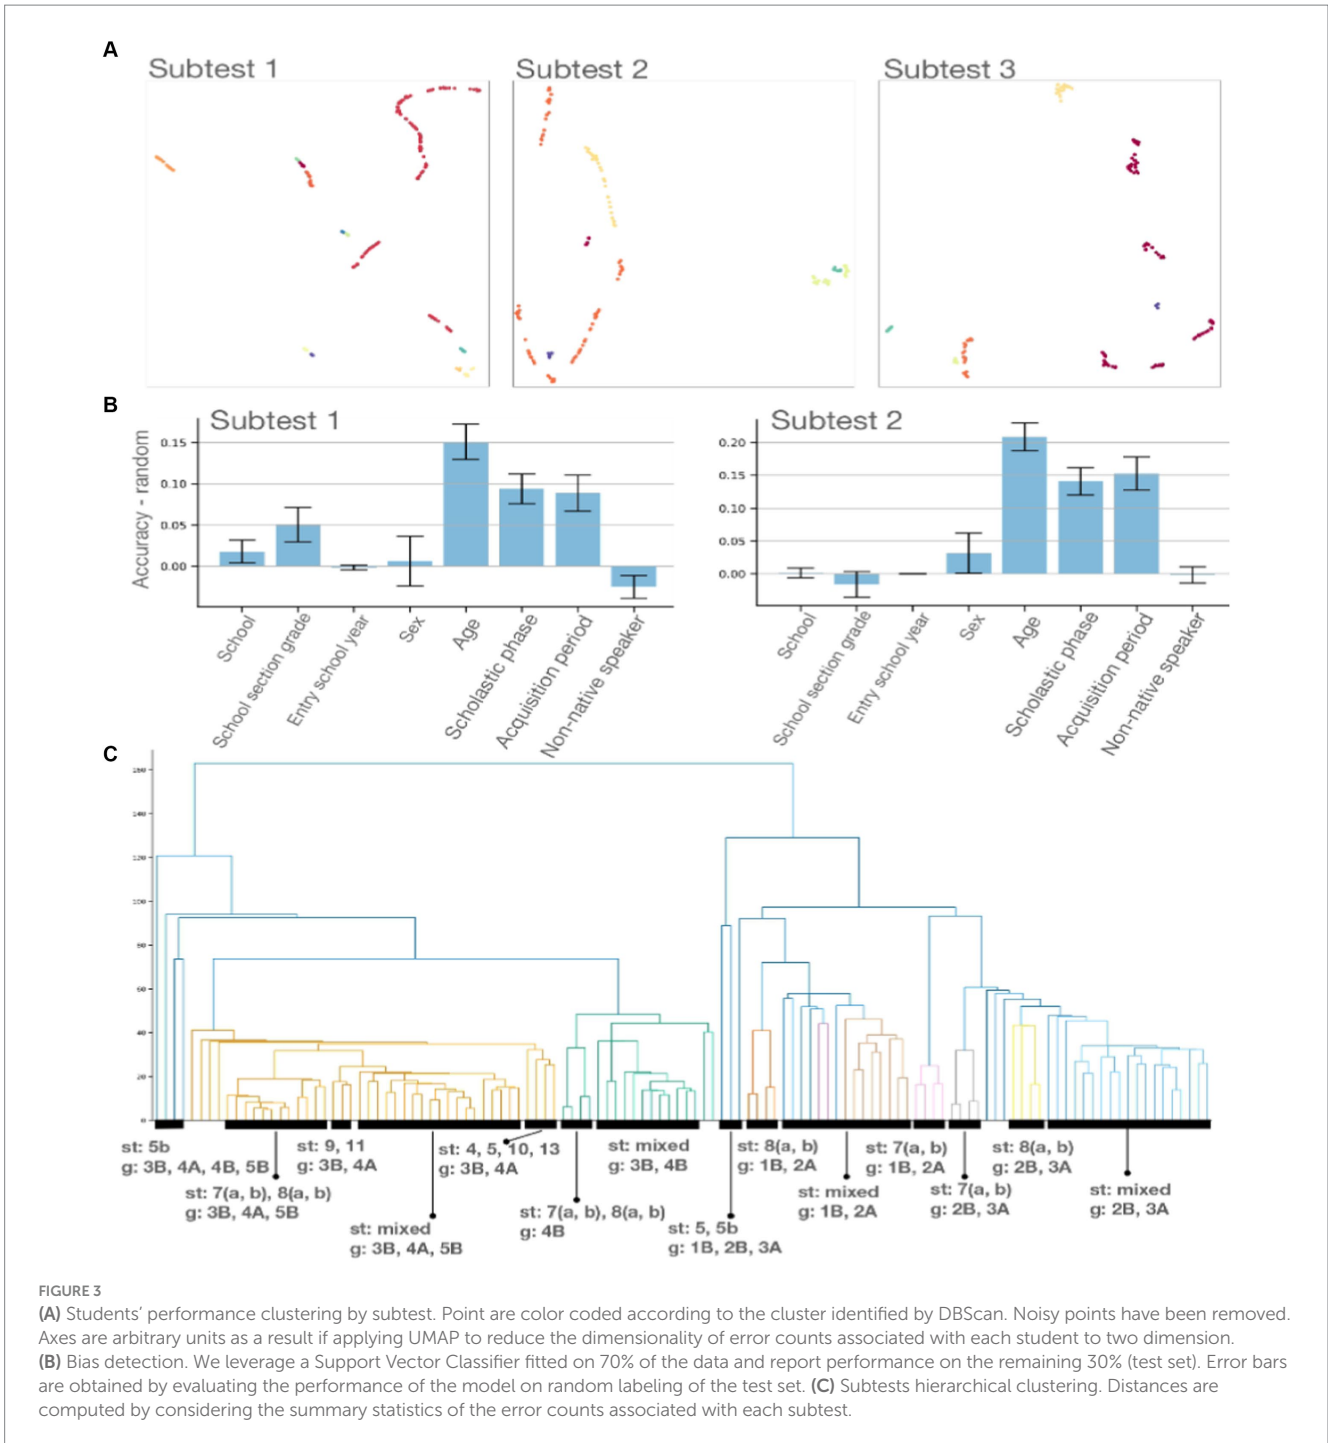 A
Subtest 1
Subtest 2
Subtest 3
B
Subtest 1
Subtest 2
Accuracy - random
0.15
0.10
0.05
0.00
0.20
0.15
0.10
0.05
0.00
School
School section grade
Entry school year
Sex
Age
Scholastic phase
Acquisition period
Non-native speaker
School
School section grade
Entry school year
Sex
Age
Scholastic phase
Acquisition period
Non-native speaker
C
160
140
120
100
80
60
40
20
0
st: 5b
g: 3B, 4A, 4B, 5B
st: 7(a, b), 8(a, b)
g: 3B, 4A, 5B
st: 9, 11
g: 3B, 4A
st: mixed
g: 3B, 4A, 5B
st: 4, 5, 10, 13
g: 3B, 4A
st: 7(a, b), 8(a, b)
g: 4B
st: mixed
g: 3B, 4B
st: 5, 5b
g: 1B, 2B, 3A
st: 8(a, b)
g: 1B, 2A
st: mixed
g: 1B, 2A
st: 7(a, b)
g: 1B, 2A
st: 7(a, b)
g: 2B, 3A
st: 8(a, b)
g: 2B, 3A
st: mixed
g: 2B, 3A
FIGURE 3
(A) Students' performance clustering by subtest. Point are color coded according to the cluster identified by DBScan. Noisy points have been removed.
Axes are arbitrary units as a result if applying UMAP to reduce the dimensionality of error counts associated with each student to two dimension.
(B) Bias detection. We leverage a Support Vector Classifier fitted on 70% of the data and report performance on the remaining 30% (test set). Error bars
are obtained by evaluating the performance of the model on random labeling of the test set. (C) Subtests hierarchical clustering. Distances are
computed by considering the summary statistics of the error counts associated with each subtest.